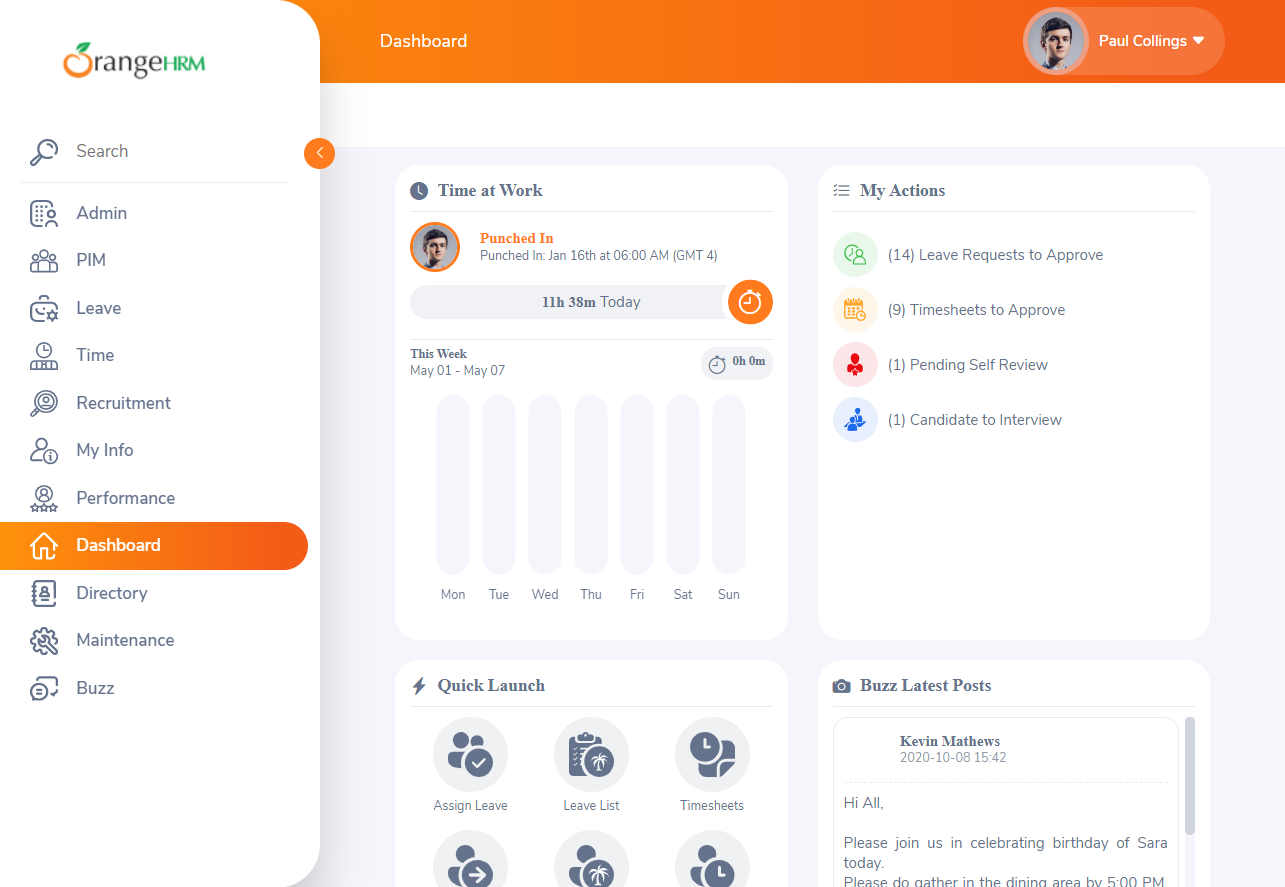 OrangeHRM
Search
Admin
PIM
Leave
Time
Recruitment
My Info
Performance
Dashboard
Directory
Maintenance
Buzz
Dashboard
Paul Collings
Time at Work
Punched In
Punched In: Jan 16th at 06:00 AM (GMT 4)
11h 38m Today
This Week
May 01 - May 07
0h 0m
Mon Tue Wed Thu Fri Sat Sun
My Actions
(14) Leave Requests to Approve
(9) Timesheets to Approve
(1) Pending Self Review
(1) Candidate to Interview
Quick Launch
Assign Leave
Leave List
Timesheets
Buzz Latest Posts
Kevin Mathews
2020-10-08 15:42
Hi All,
Please join us in celebrating birthday of Sara
today.
Please do gather in the dining area by 5:00 PM